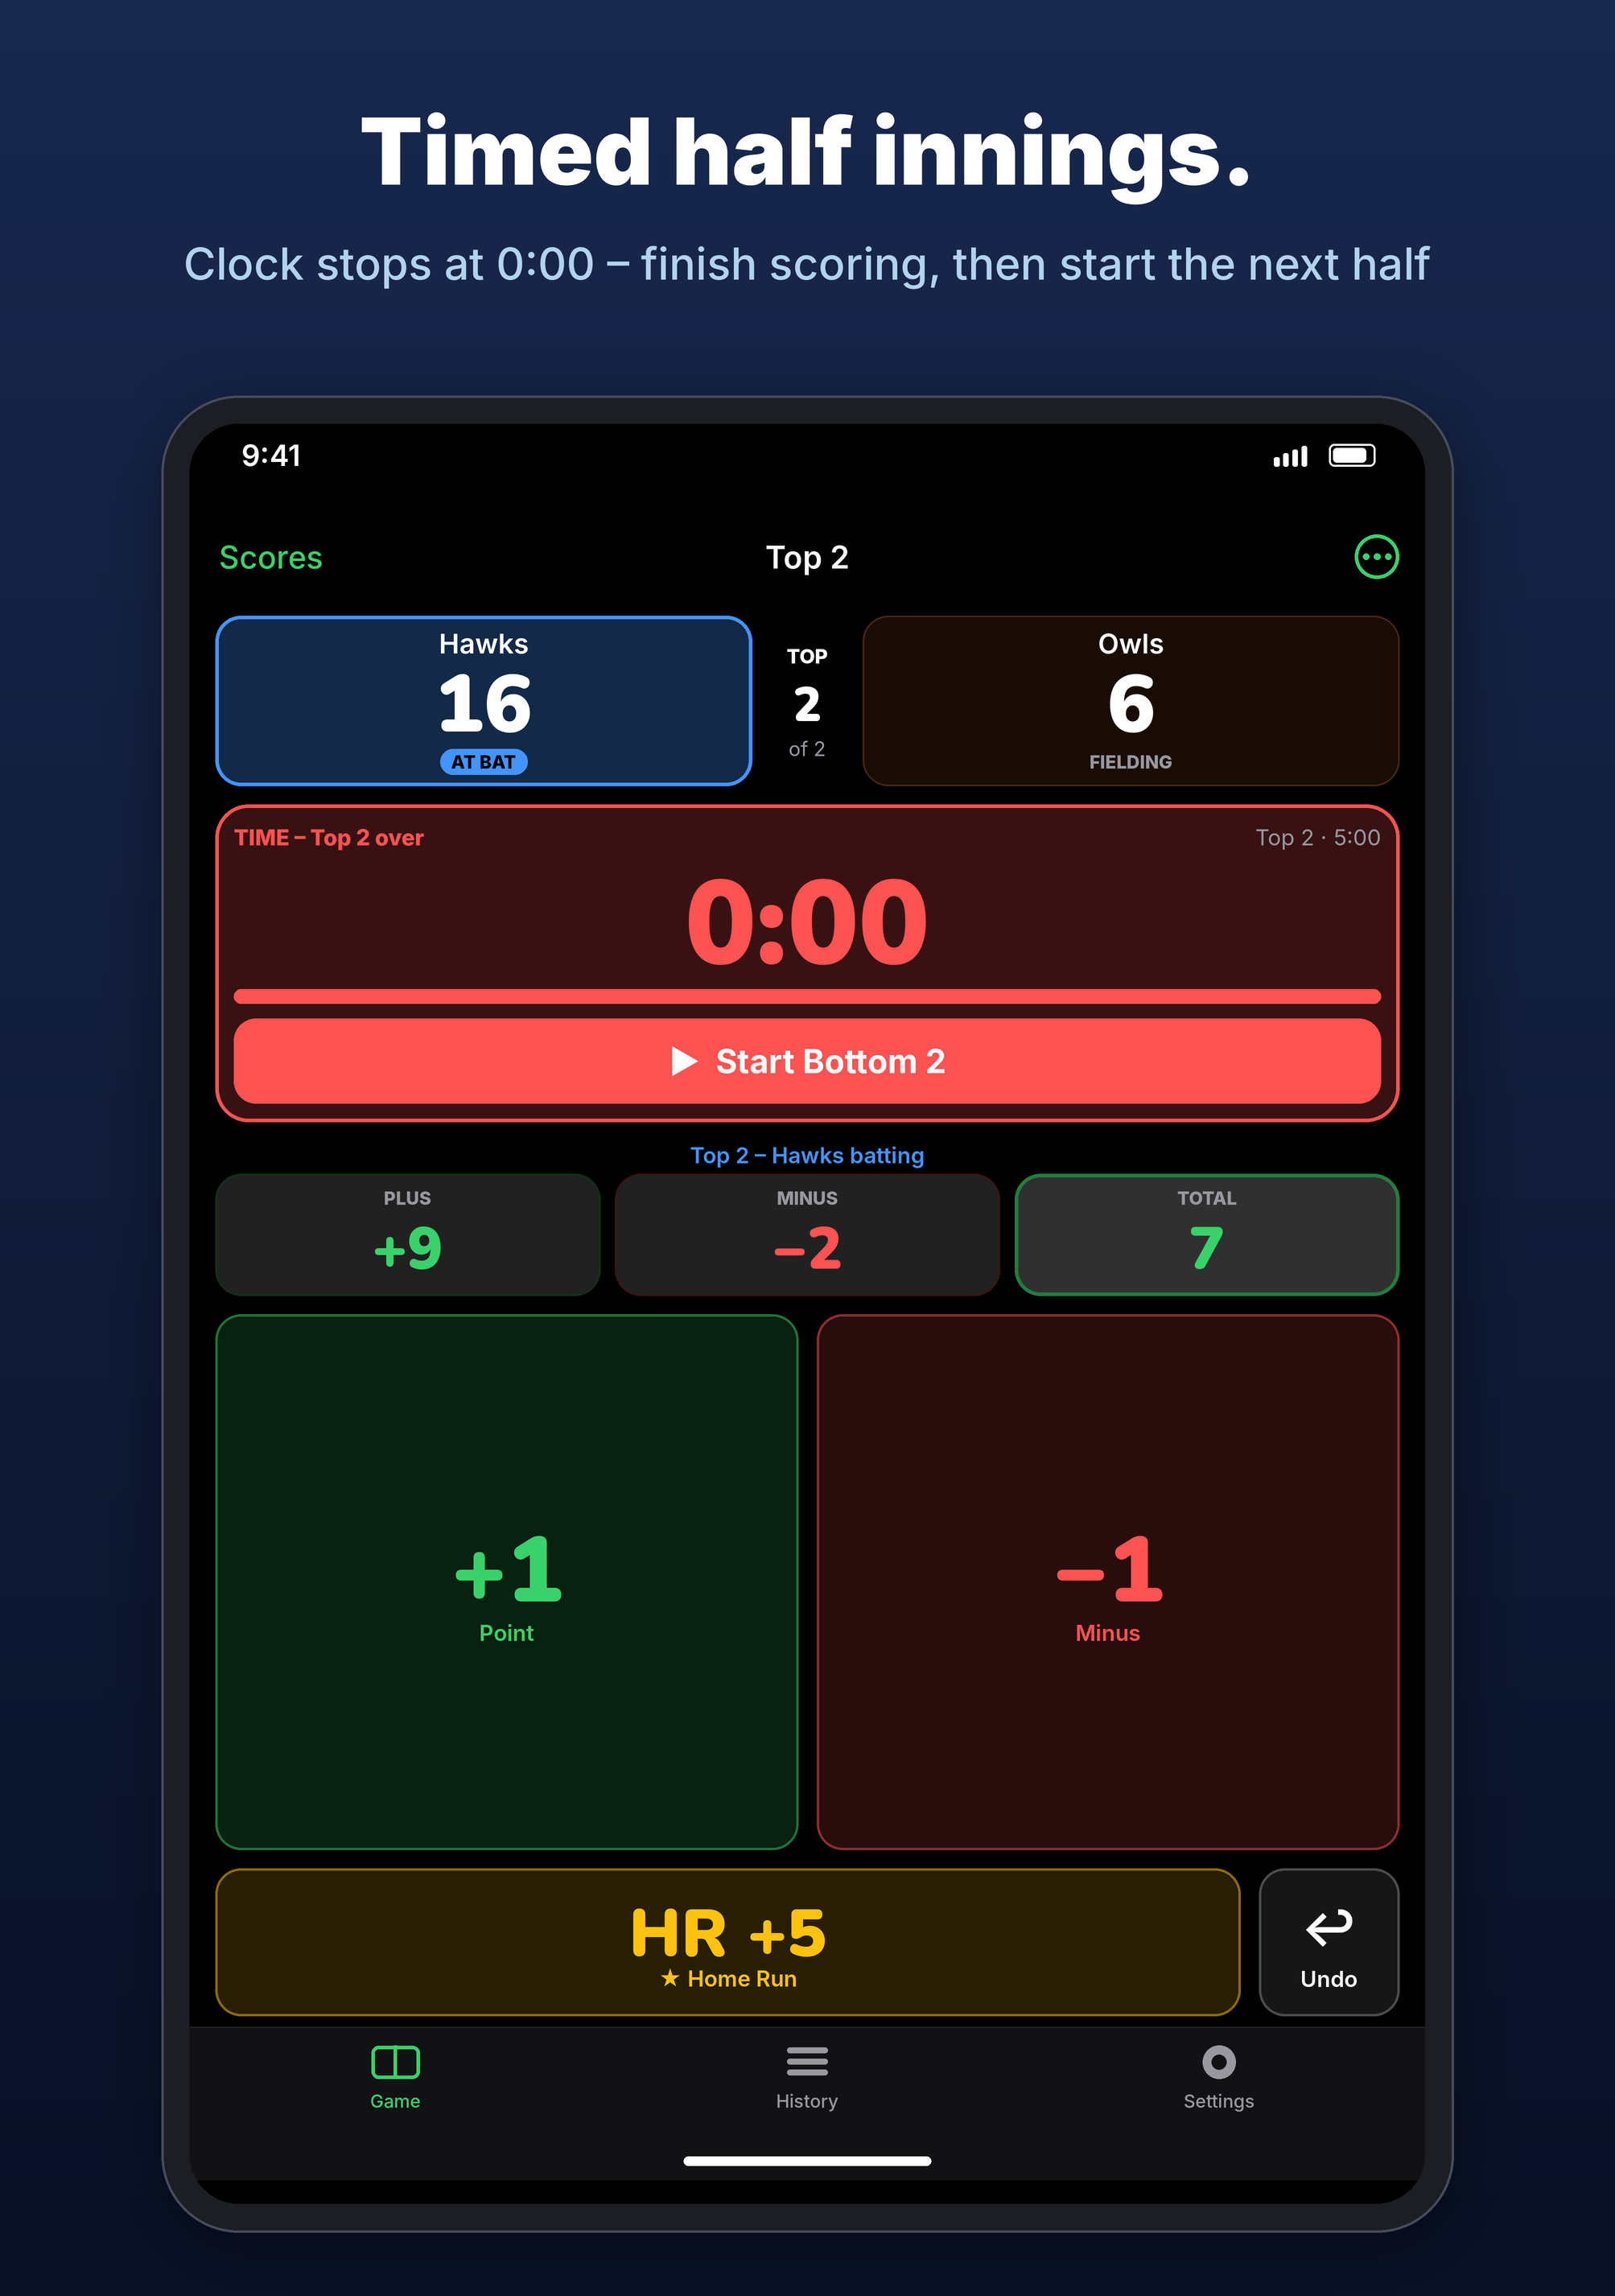 Timed half innings.
Clock stops at 0:00 – finish scoring, then start the next half
9:41
Scores
Top 2
Hawks
16
AT BAT
TOP
2
of 2
Owls
6
FIELDING
TIME – Top 2 over
Top 2 · 5:00
0:00
Start Bottom 2
Top 2 – Hawks batting
PLUS
+9
MINUS
−2
TOTAL
7
+1
Point
−1
Minus
HR +5
★ Home Run
Undo
Game
History
Settings